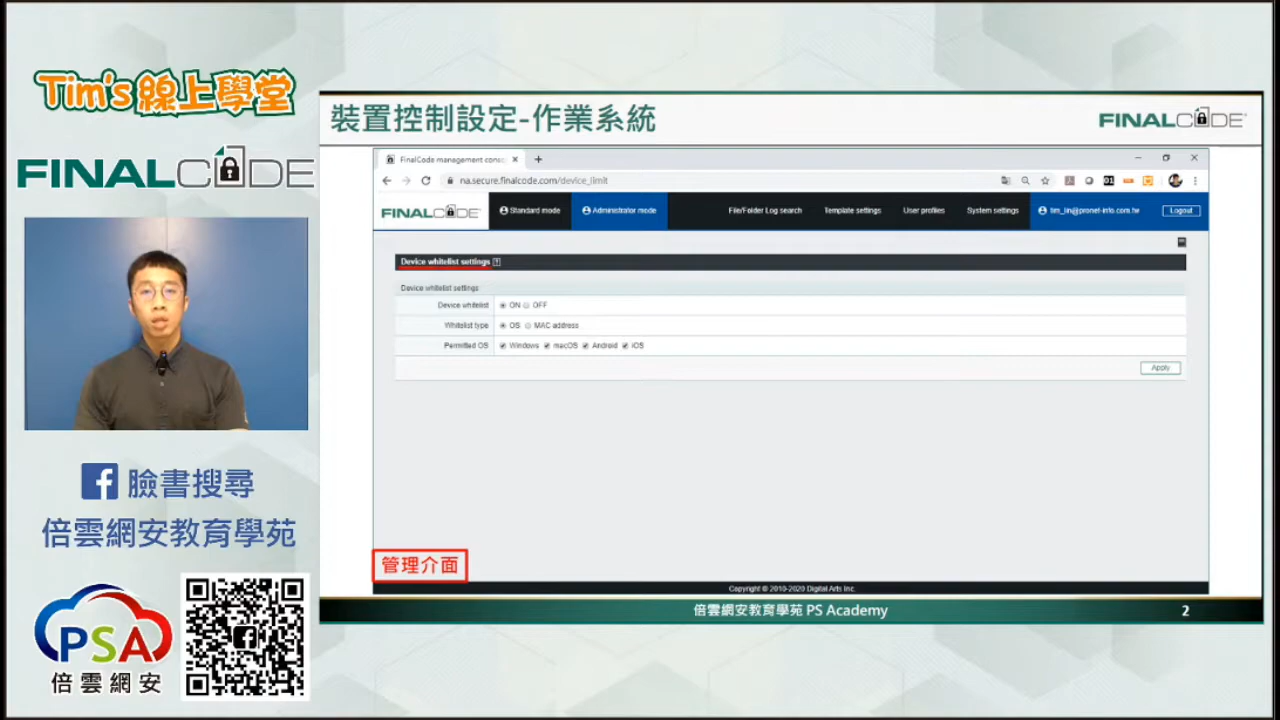 Tim's線上學堂
FINALCODE
臉書搜尋
倍雲網安教育學苑
PSA
倍雲網安
裝置控制設定-作業系統
FINALCODE
FinalCode management conso
na.secure.finalcode.com/device_limit
FINALCODE
Standard mode
Administrator mode
File/Folder Log search
Template settings
User profiles
System settings
tim_lin@pronet-info.com.tw
Logout
Device whitelist settings [?]
Device whitelist settings
Device whitelist ON OFF
Whitelist type OS MAC address
Permitted OS Windows macOS Android iOS
Apply
管理介面
Copyright © 2010-2020 Digital Arts Inc.
倍雲網安教育學苑 PS Academy
2